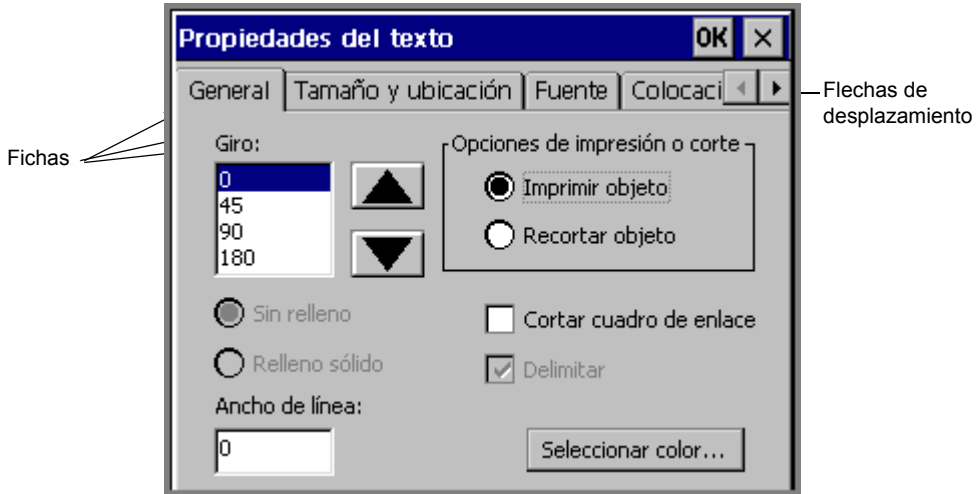 Propiedades del texto OK
General Tamaño y ubicación Fuente Colocaci
Flechas de
desplazamiento
Fichas
Giro:
0
45
90
180
Opciones de impresión o corte
Imprimir objeto
Recortar objeto
Sin relleno
Relleno sólido
Cortar cuadro de enlace
Delimitar
Ancho de línea:
0
Seleccionar color...